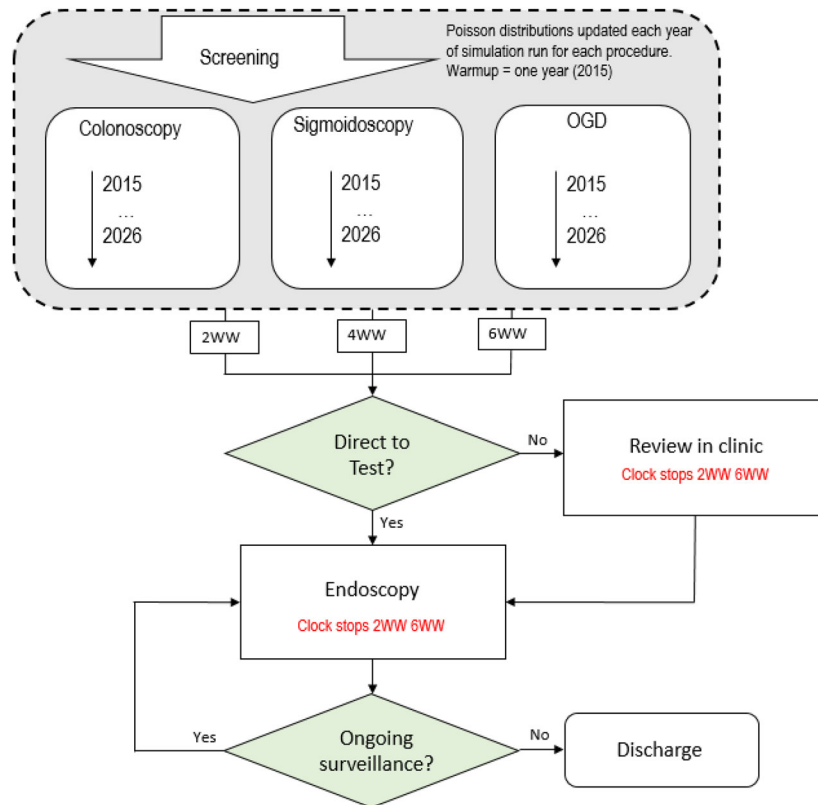 Screening
Poisson distributions updated each year
of simulation run for each procedure.
Warmup = one year (2015)
Colonoscopy
2015
...
2026
Sigmoidoscopy
2015
...
2026
OGD
2015
...
2026
2WW
4WW
6WW
Direct to
Test?
No
Review in clinic
Clock stops 2WW 6WW
Yes
Endoscopy
Clock stops 2WW 6WW
Yes
Ongoing
surveillance?
No
Discharge